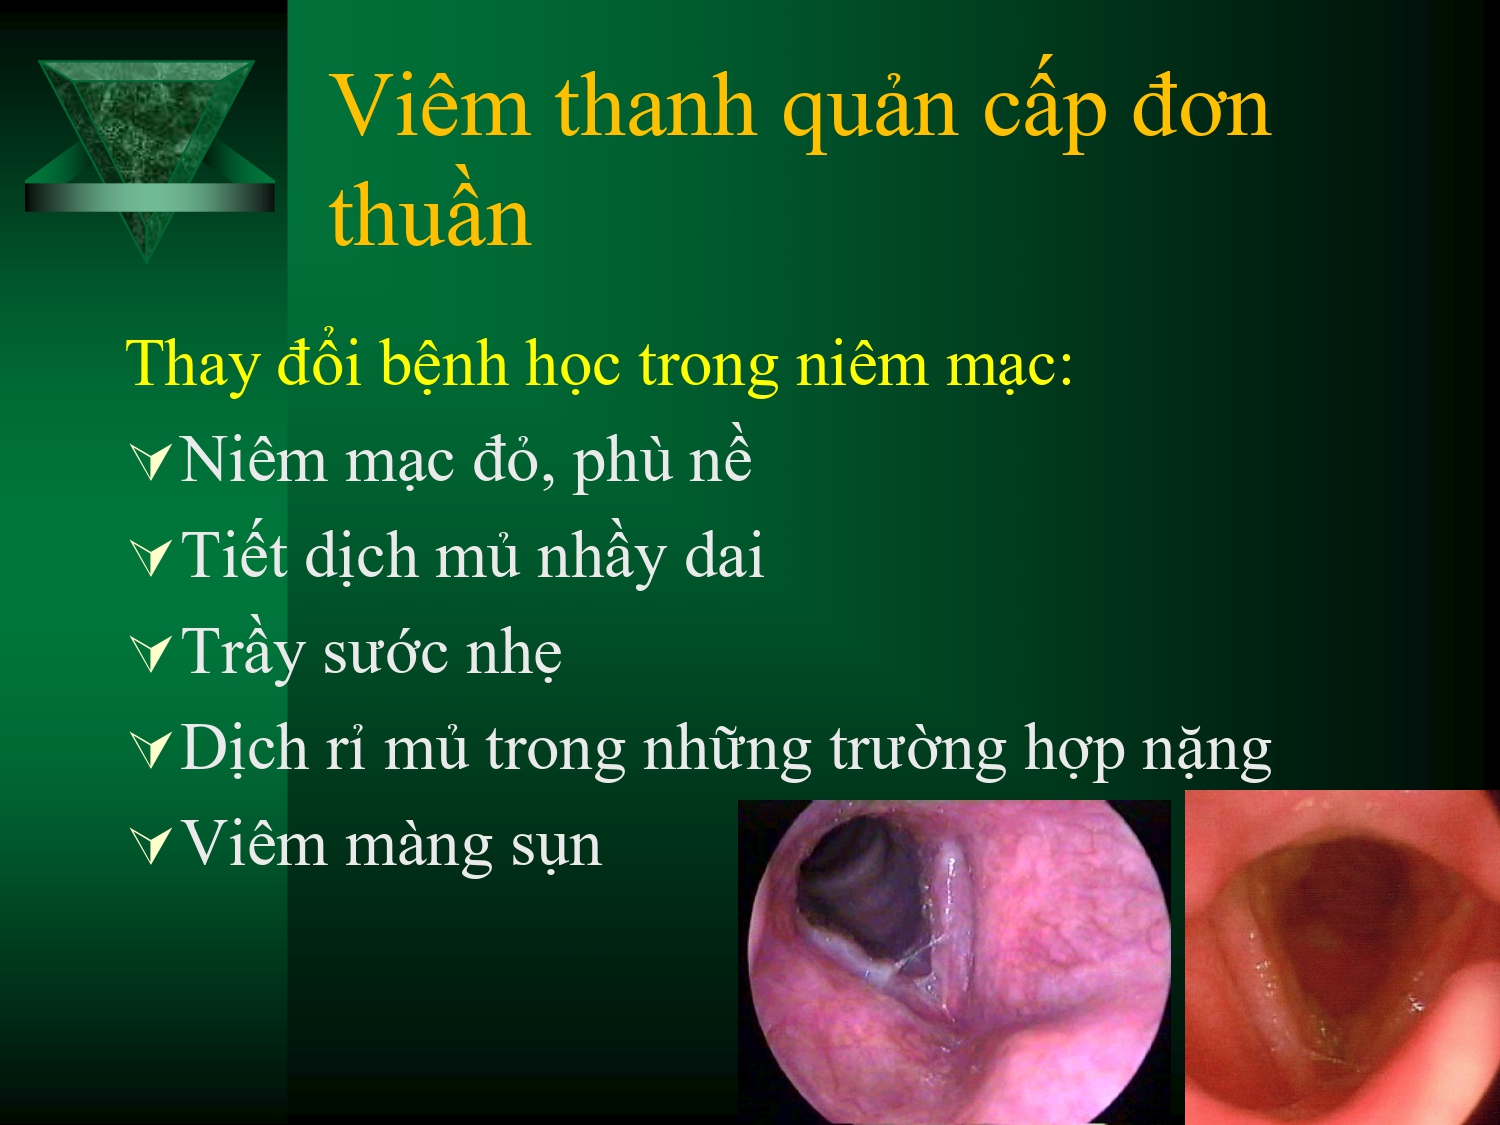 Viêm thanh quản cấp đơn
thuần
Thay đổi bệnh học trong niêm mạc:
Niêm mạc đỏ, phù nề
Tiết dịch mủ nhầy dai
Trầy sước nhẹ
Dịch rỉ mủ trong những trường hợp nặng
Viêm màng sụn